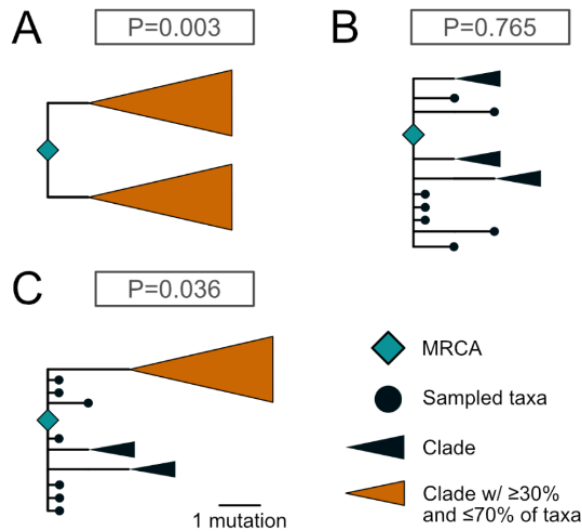 A
P=0.003
B
P=0.765
C
P=0.036
MRCA
Sampled taxa
Clade
Clade w/ ≥30%
and ≤70% of taxa
1 mutation